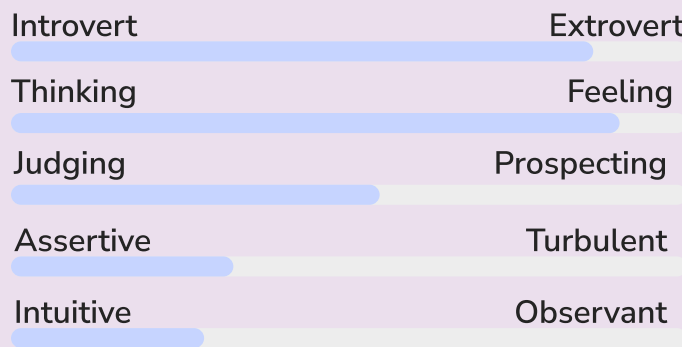 Introvert Extrovert
Thinking Feeling
Judging Prospecting
Assertive Turbulent
Intuitive Observant